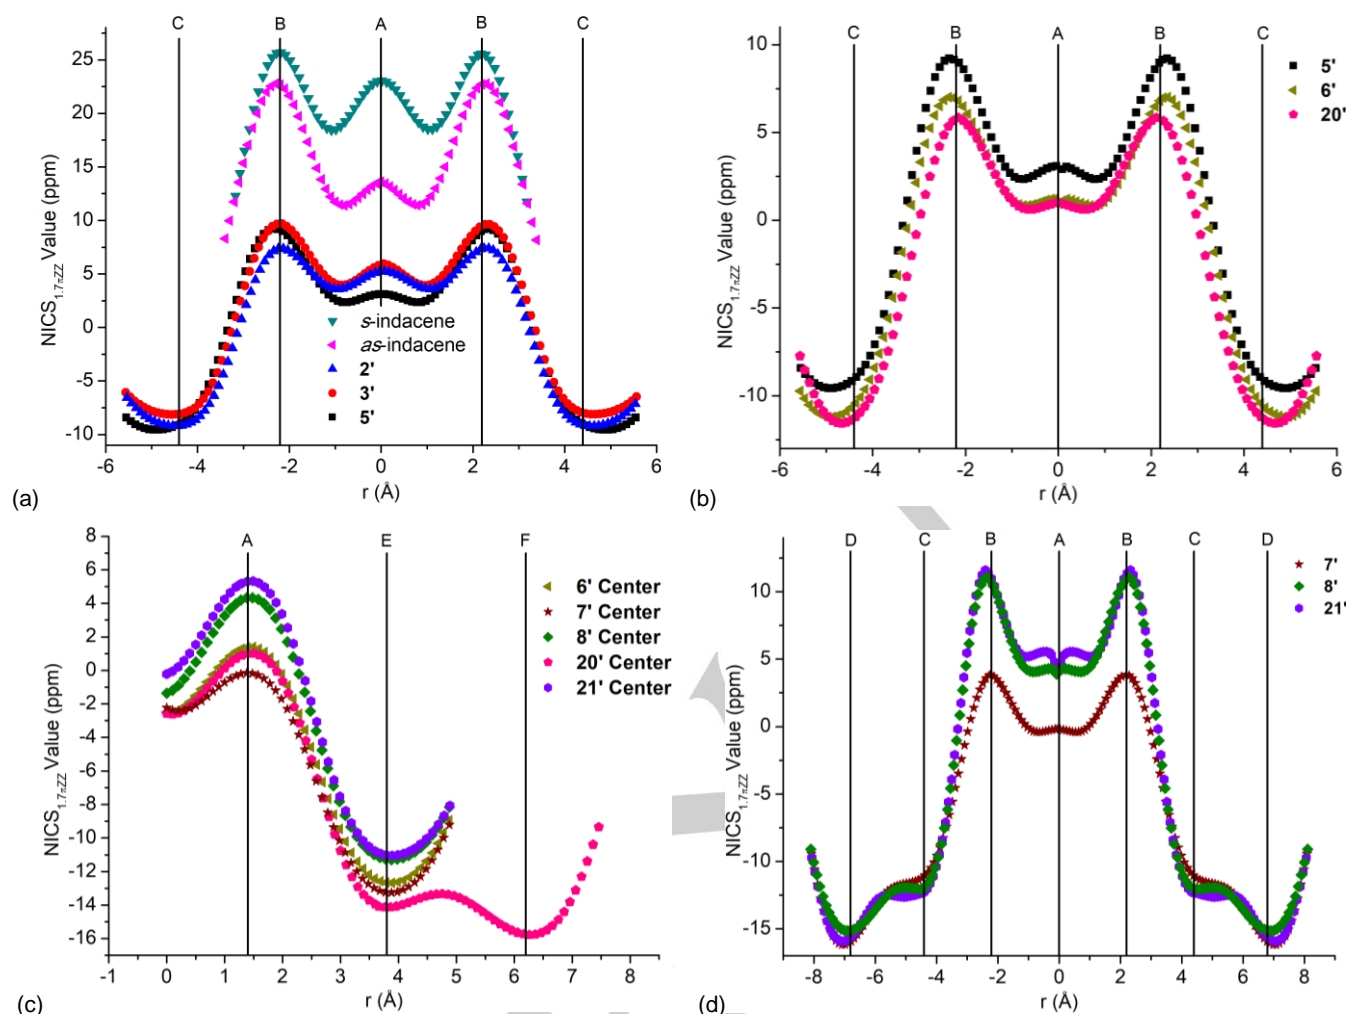 C B A B C
25
20
15
10
5
0
-5
-10
NICS1.7πZZ Value (ppm)
s-indacene
as-indacene
2'
3'
5'
-6 -4 -2 0 2 4 6
r (Å)
(a)
C B A B C
10
5
0
-5
-10
NICS1.7πZZ Value (ppm)
5'
6'
20'
-6 -4 -2 0 2 4 6
r (Å)
(b)
A E F
8
6
4
2
0
-2
-4
-6
-8
-10
-12
-14
-16
NICS1.7πZZ Value (ppm)
6' Center
7' Center
8' Center
20' Center
21' Center
-1 0 1 2 3 4 5 6 7 8
r (Å)
(c)
D C B A B C D
10
5
0
-5
-10
-15
NICS1.7πZZ Value (ppm)
7'
8'
21'
-8 -6 -4 -2 0 2 4 6 8
r (Å)
(d)